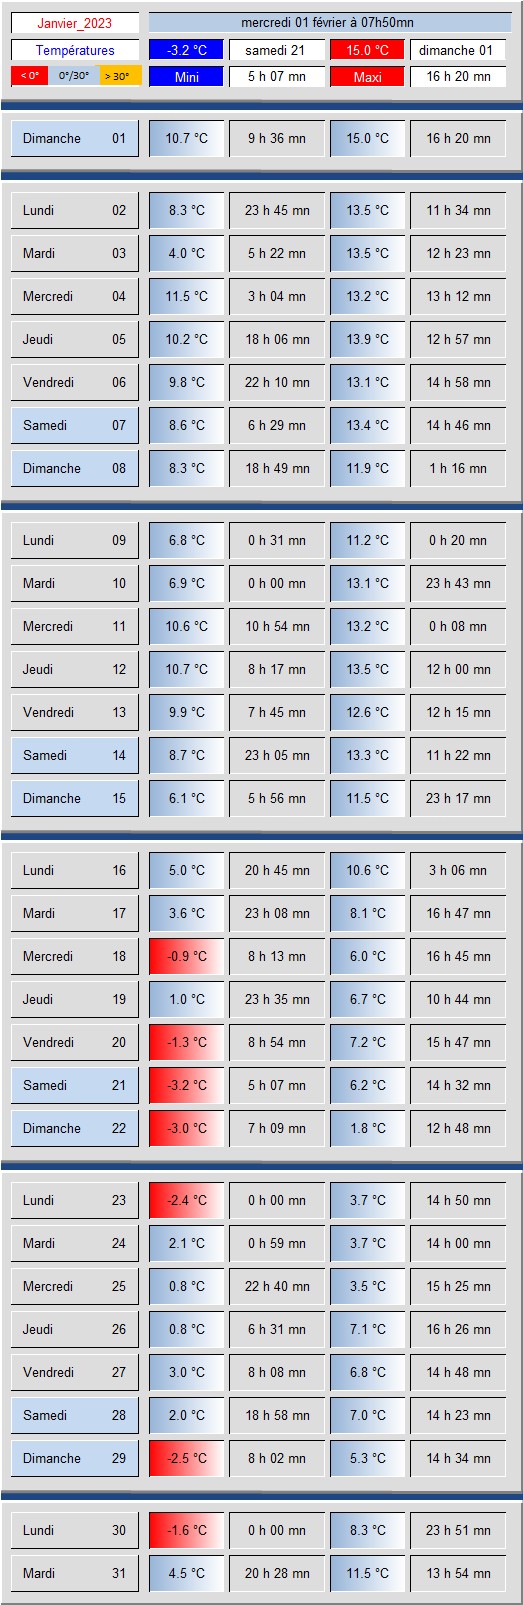 Janvier_2023 mercredi 01 février à 07h50mn
Températures -3.2 °C samedi 21 15.0 °C dimanche 01
< 0° 0°/30° > 30° Mini 5 h 07 mn Maxi 16 h 20 mn
Dimanche 01 10.7 °C 9 h 36 mn 15.0 °C 16 h 20 mn
Lundi 02 8.3 °C 23 h 45 mn 13.5 °C 11 h 34 mn
Mardi 03 4.0 °C 5 h 22 mn 13.5 °C 12 h 23 mn
Mercredi 04 11.5 °C 3 h 04 mn 13.2 °C 13 h 12 mn
Jeudi 05 10.2 °C 18 h 06 mn 13.9 °C 12 h 57 mn
Vendredi 06 9.8 °C 22 h 10 mn 13.1 °C 14 h 58 mn
Samedi 07 8.6 °C 6 h 29 mn 13.4 °C 14 h 46 mn
Dimanche 08 8.3 °C 18 h 49 mn 11.9 °C 1 h 16 mn
Lundi 09 6.8 °C 0 h 31 mn 11.2 °C 0 h 20 mn
Mardi 10 6.9 °C 0 h 00 mn 13.1 °C 23 h 43 mn
Mercredi 11 10.6 °C 10 h 54 mn 13.2 °C 0 h 08 mn
Jeudi 12 10.7 °C 8 h 17 mn 13.5 °C 12 h 00 mn
Vendredi 13 9.9 °C 7 h 45 mn 12.6 °C 12 h 15 mn
Samedi 14 8.7 °C 23 h 05 mn 13.3 °C 11 h 22 mn
Dimanche 15 6.1 °C 5 h 56 mn 11.5 °C 23 h 17 mn
Lundi 16 5.0 °C 20 h 45 mn 10.6 °C 3 h 06 mn
Mardi 17 3.6 °C 23 h 08 mn 8.1 °C 16 h 47 mn
Mercredi 18 -0.9 °C 8 h 13 mn 6.0 °C 16 h 45 mn
Jeudi 19 1.0 °C 23 h 35 mn 6.7 °C 10 h 44 mn
Vendredi 20 -1.3 °C 8 h 54 mn 7.2 °C 15 h 47 mn
Samedi 21 -3.2 °C 5 h 07 mn 6.2 °C 14 h 32 mn
Dimanche 22 -3.0 °C 7 h 09 mn 1.8 °C 12 h 48 mn
Lundi 23 -2.4 °C 0 h 00 mn 3.7 °C 14 h 50 mn
Mardi 24 2.1 °C 0 h 59 mn 3.7 °C 14 h 00 mn
Mercredi 25 0.8 °C 22 h 40 mn 3.5 °C 15 h 25 mn
Jeudi 26 0.8 °C 6 h 31 mn 7.1 °C 16 h 26 mn
Vendredi 27 3.0 °C 8 h 08 mn 6.8 °C 14 h 48 mn
Samedi 28 2.0 °C 18 h 58 mn 7.0 °C 14 h 23 mn
Dimanche 29 -2.5 °C 8 h 02 mn 5.3 °C 14 h 34 mn
Lundi 30 -1.6 °C 0 h 00 mn 8.3 °C 23 h 51 mn
Mardi 31 4.5 °C 20 h 28 mn 11.5 °C 13 h 54 mn